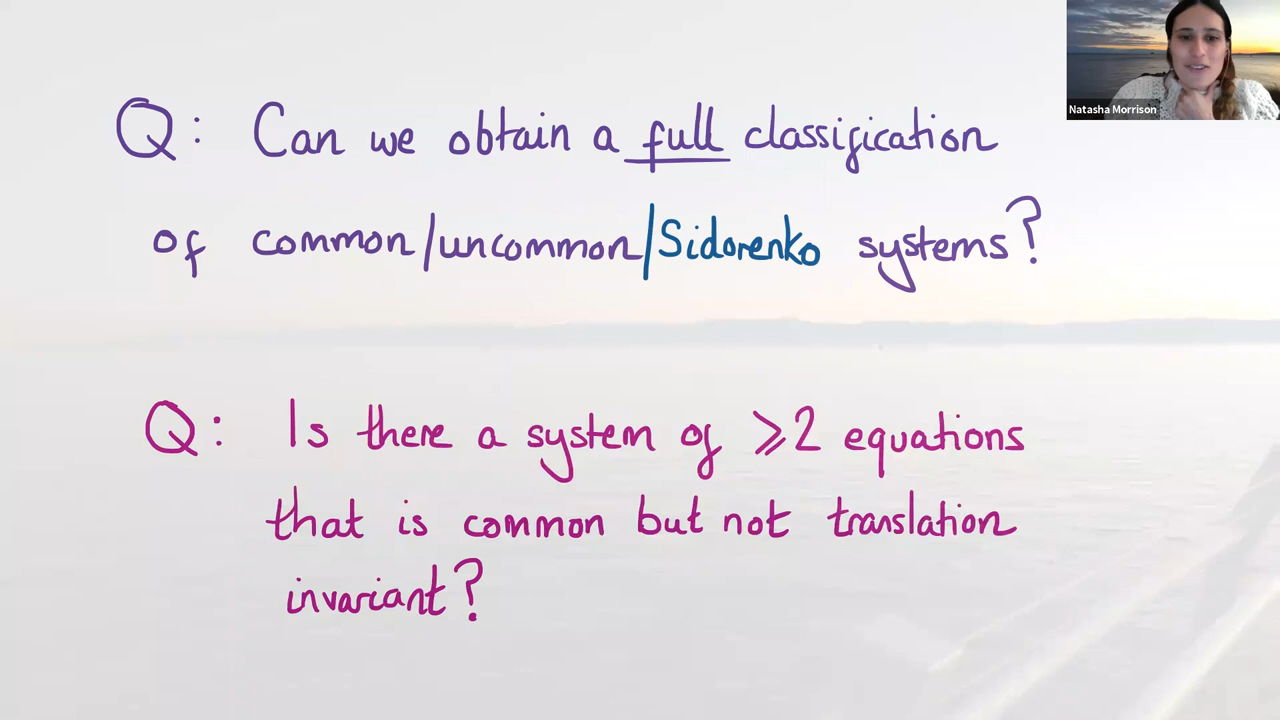 Natasha Morrison
Q: Can we obtain a full classification
of common/uncommon/Sidorenko systems?
Q: Is there a system of ⩾2 equations
that is common but not translation
invariant?